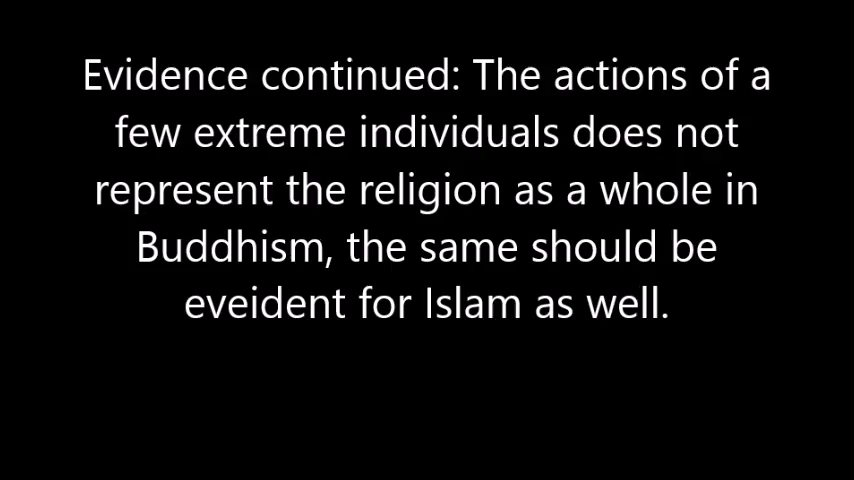 Evidence continued: The actions of a
few extreme individuals does not
represent the religion as a whole in
Buddhism, the same should be
eveident for Islam as well.